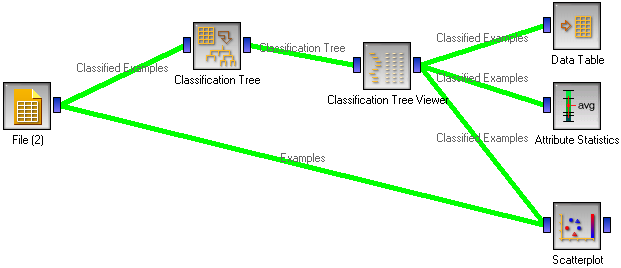 Classified Examples
Data Table
Classified Examples
Classification Tree
Classification Tree
Classification Tree Viewer
Classified Examples
avg
Attribute Statistics
File (2)
Classified Examples
Examples
Scatterplot